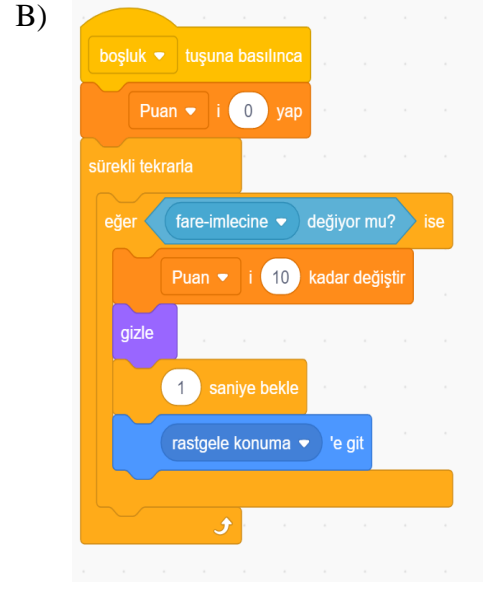 B)
boşluk tuşuna basılınca
Puan i 0 yap
sürekli tekrarla
eğer fare-imlecine değiyor mu? ise
Puan i 10 kadar değiştir
gizle
1 saniye bekle
rastgele konuma 'e git